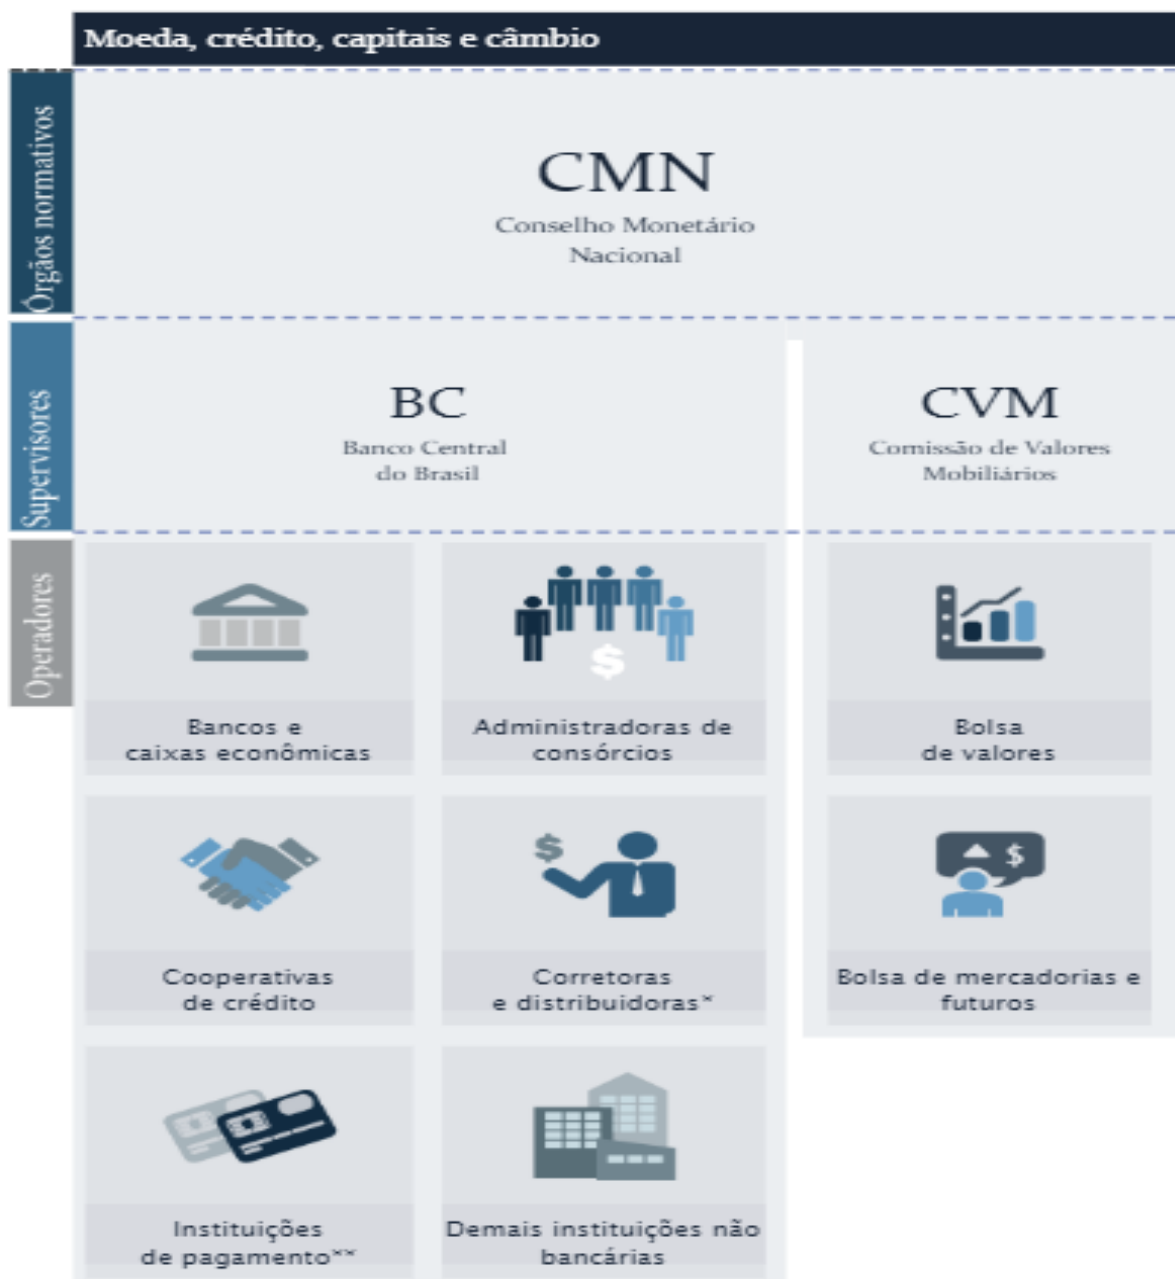 Moeda, crédito, capitais e câmbio
Órgãos normativos
CMN
Conselho Monetário
Nacional
Supervisores
BC
Banco Central
do Brasil
CVM
Comissão de Valores
Mobiliários
Operadores
Bancos e
caixas econômicas
Administradoras de
consórcios
Bolsa
de valores
$
Cooperativas
de crédito
$
Corretoras
e distribuidoras*
$
Bolsa de mercadorias e
futuros
Instituições
de pagamento**
Demais instituições não
bancárias